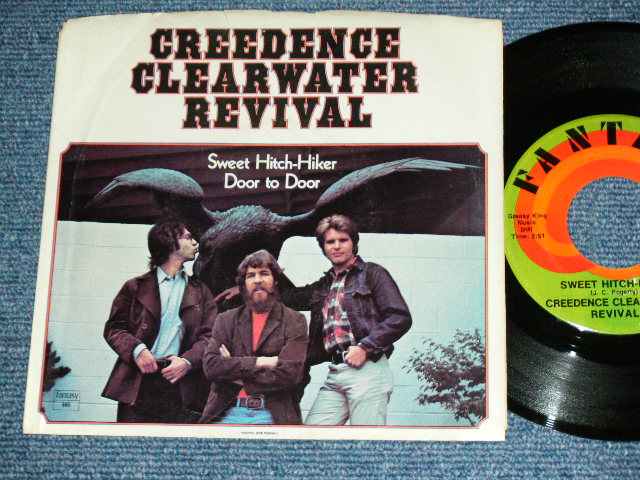 CREEDENCE
CLEARWATER
REVIVAL
Sweet Hitch-Hiker
Door to Door
Fantasy
665
FANTA
Greasy King
Music
BMI
Time: 2:51
SWEET HITCH-
(J. C. Fogerty)
CREEDENCE CLEA
REVIVAL